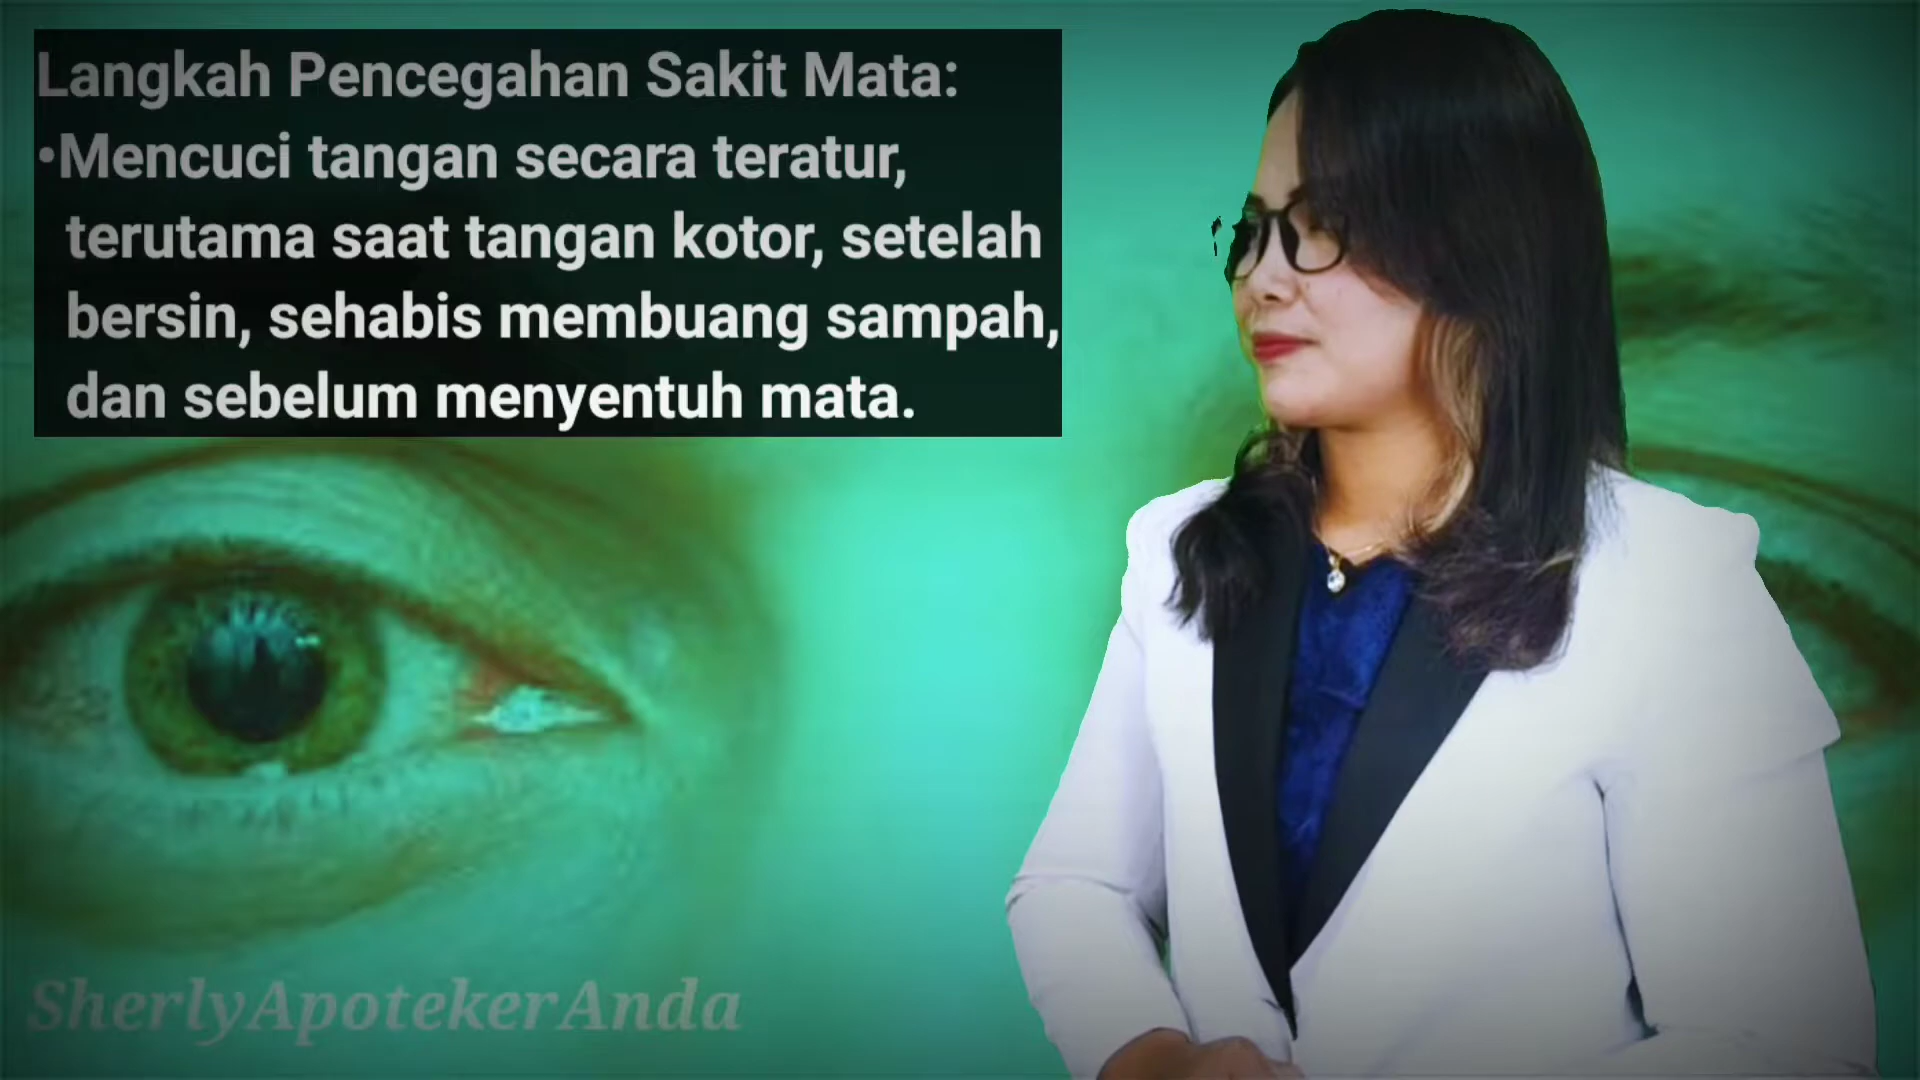 Langkah Pencegahan Sakit Mata:
•Mencuci tangan secara teratur,
terutama saat tangan kotor, setelah
bersin, sehabis membuang sampah,
dan sebelum menyentuh mata.
SherlyApotekerAnda